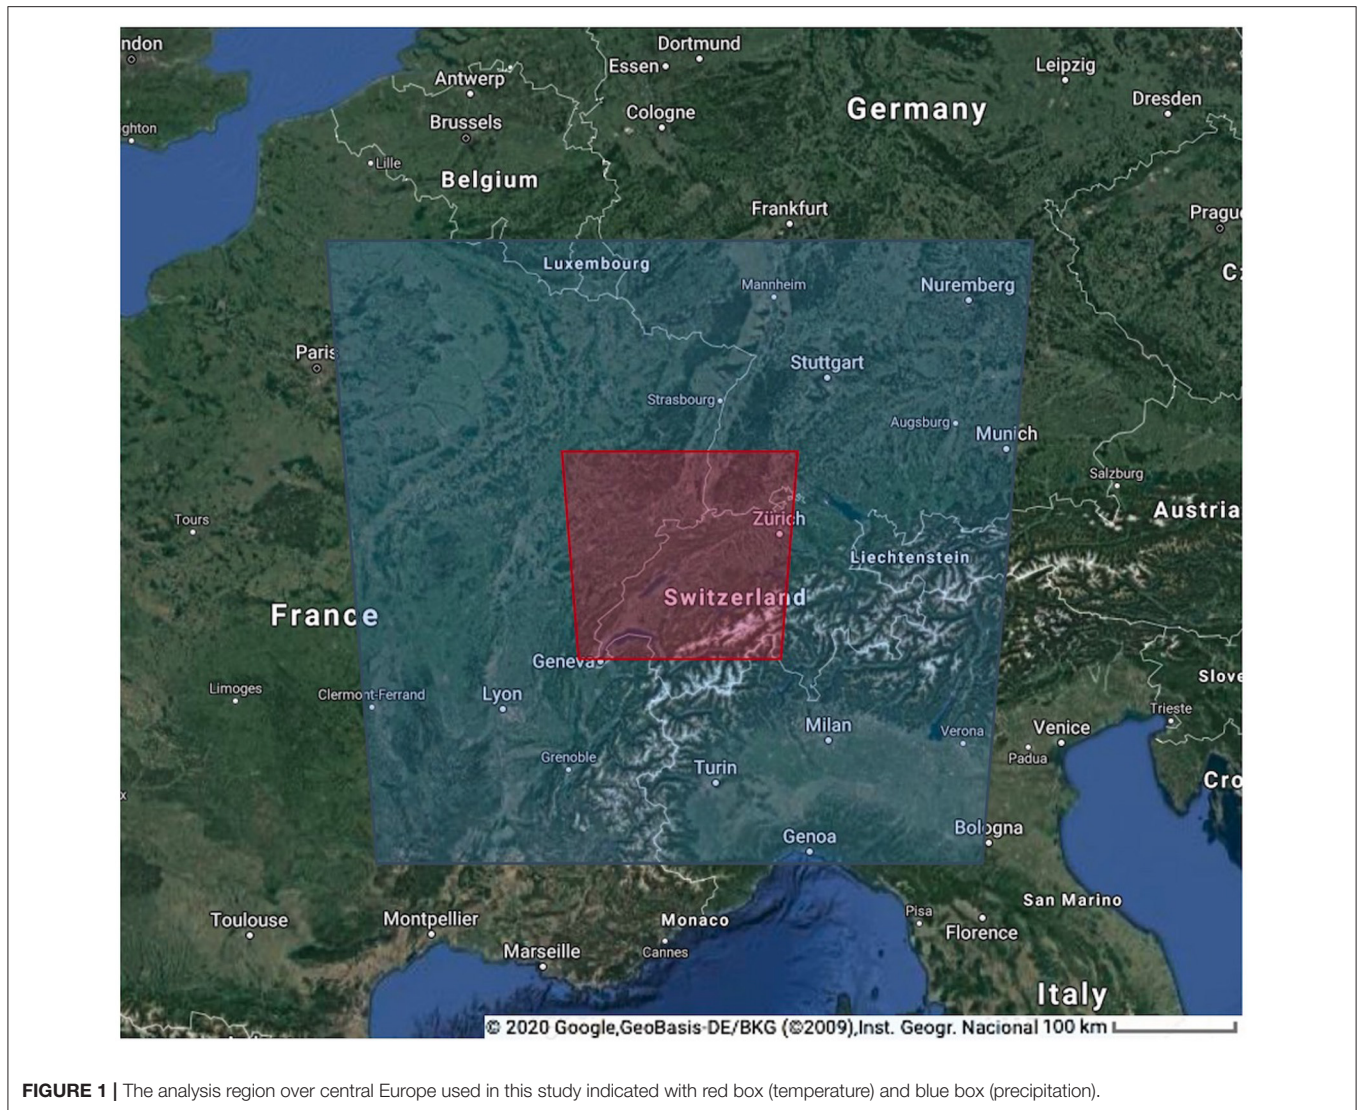 ndon
Dortmund
Essen
Leipzig
Antwerp
Dresden
Cologne
Germany
Brussels
ghton
Lille
Belgium
Frankfurt
Pragu
Luxembourg
C
Mannheim
Nuremberg
Paris
Stuttgart
Strasbourg
Augsburg
Munich
Salzburg
Tours
Zürich
Austria
Liechtenstein
Switzerland
France
Geneva
Slove
Limoges
Clermont-Ferrand
Lyon
Trieste
Milan
Verona
Venice
Padua
Grenoble
Turin
Cro
x
Genoa
Bologna
San Marino
Toulouse
Montpellier
Monaco
Pisa
Florence
Marseille
Cannes
Italy
© 2020 Google,GeoBasis-DE/BKG (©2009),Inst. Geogr. Nacional 100 km
FIGURE 1 | The analysis region over central Europe used in this study indicated with red box (temperature) and blue box (precipitation).